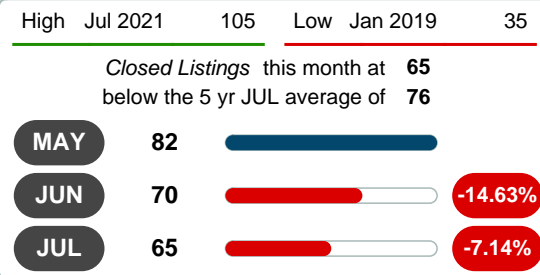 High Jul 2021 105 Low Jan 2019 35
Closed Listings this month at 65
below the 5 yr JUL average of 76
MAY 82
JUN 70 -14.63%
JUL 65 -7.14%